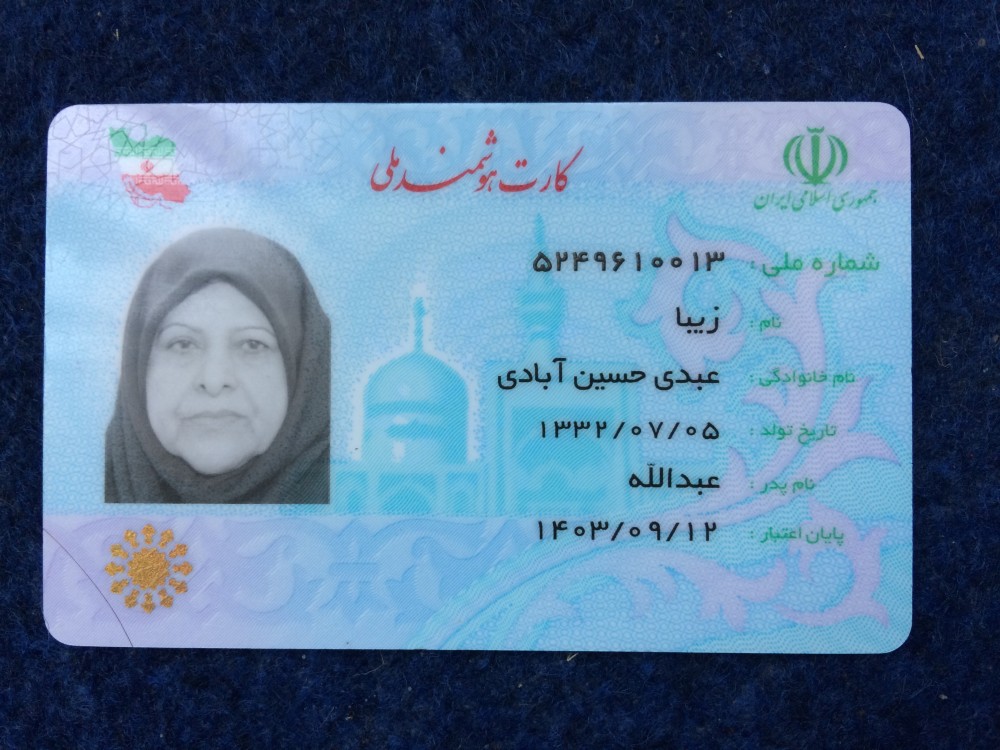 کارت هوشمند ملی
جمهوری اسلامی ایران
شماره ملی : ۵۲۴۹۶۱۰۰۱۳
نام : زیبا
نام خانوادگی : عبدی حسین آبادی
تاریخ تولد : ۱۳۳۲/۰۷/۰۵
نام پدر : عبدالله
پایان اعتبار : ۱۴۰۳/۰۹/۱۲